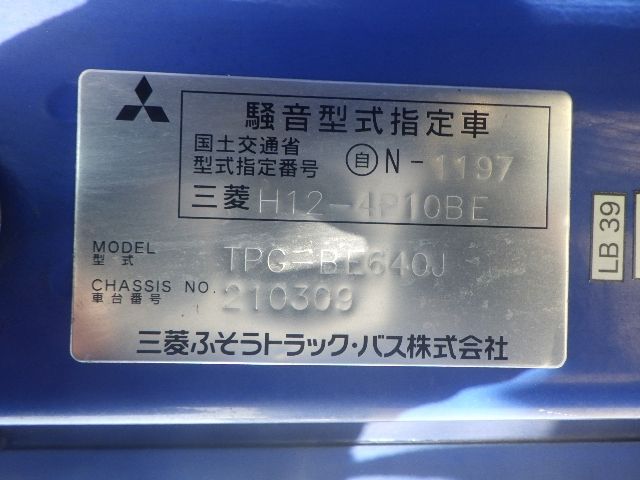 騒音型式指定車
国土交通省
型式指定番号 自N-1197
三菱 H12-4P10BE
MODEL
型式 TPG-BE640J
CHASSIS NO.
車台番号 210309
三菱ふそうトラック・バス株式会社
LB 39